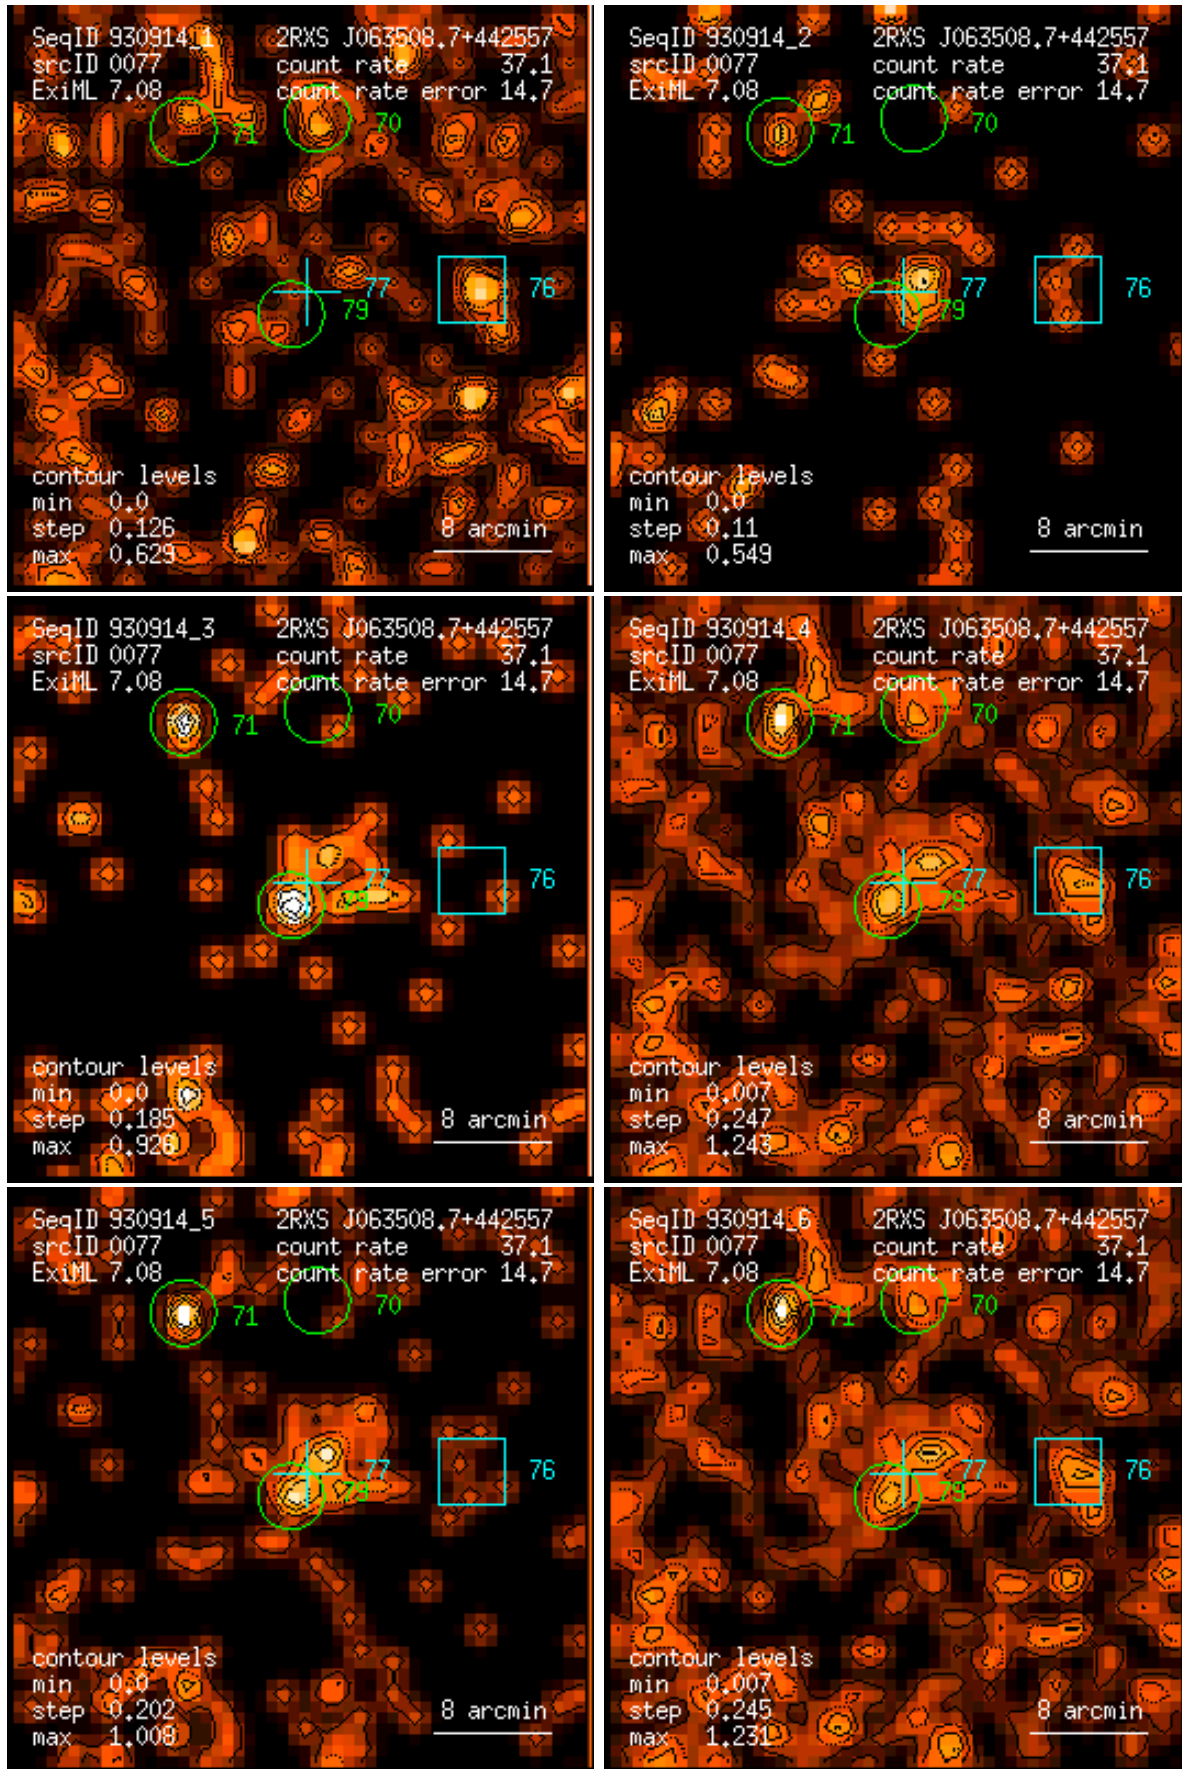 SeqID 930914_1 2RXS J063508.7+442557
srcID 0077 count rate 37.1
ExiML 7.08 count rate error 14.7
71 70
77 76
79
contour levels
min 0.0
step 0.126 8 arcmin
max 0.629
SeqID 930914_2 2RXS J063508.7+442557
srcID 0077 count rate 37.1
ExiML 7.08 count rate error 14.7
71 70
77 76
79
contour levels
min 0.0
step 0.11 8 arcmin
max 0.549
SeqID 930914_3 2RXS J063508.7+442557
srcID 0077 count rate 37.1
ExiML 7.08 count rate error 14.7
71 70
77 76
79
contour levels
min 0.0
step 0.185 8 arcmin
max 0.926
SeqID 930914_4 2RXS J063508.7+442557
srcID 0077 count rate 37.1
ExiML 7.08 count rate error 14.7
71 70
77 76
79
contour levels
min 0.007
step 0.247 8 arcmin
max 1.243
SeqID 930914_5 2RXS J063508.7+442557
srcID 0077 count rate 37.1
ExiML 7.08 count rate error 14.7
71 70
77 76
79
contour levels
min 0.0
step 0.202 8 arcmin
max 1.008
SeqID 930914_6 2RXS J063508.7+442557
srcID 0077 count rate 37.1
ExiML 7.08 count rate error 14.7
71 70
77 76
79
contour levels
min 0.007
step 0.245 8 arcmin
max 1.231